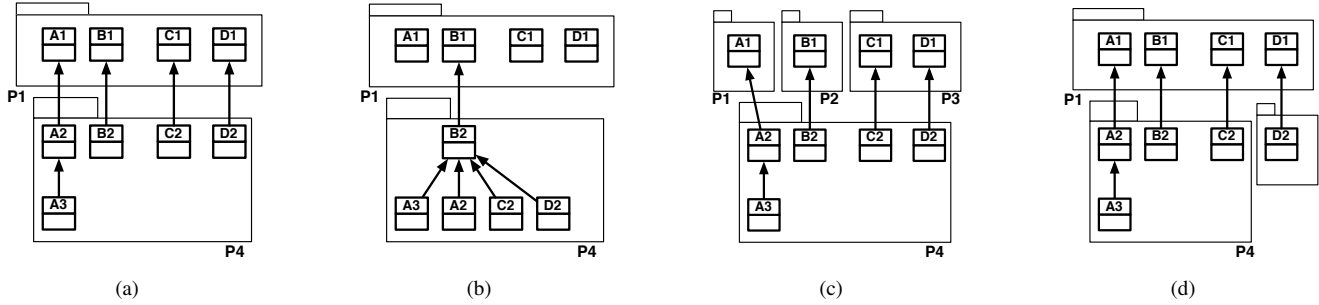 A1 B1 C1 D1
P1
A2 B2 C2 D2
A3
P4
(a)
A1 B1 C1 D1
P1
B2
A3 A2 C2 D2
P4
(b)
A1 B1 C1 D1
P1 P2 P3
A2 B2 C2 D2
A3
P4
(c)
A1 B1 C1 D1
P1
A2 B2 C2 D2
A3
P4
(d)